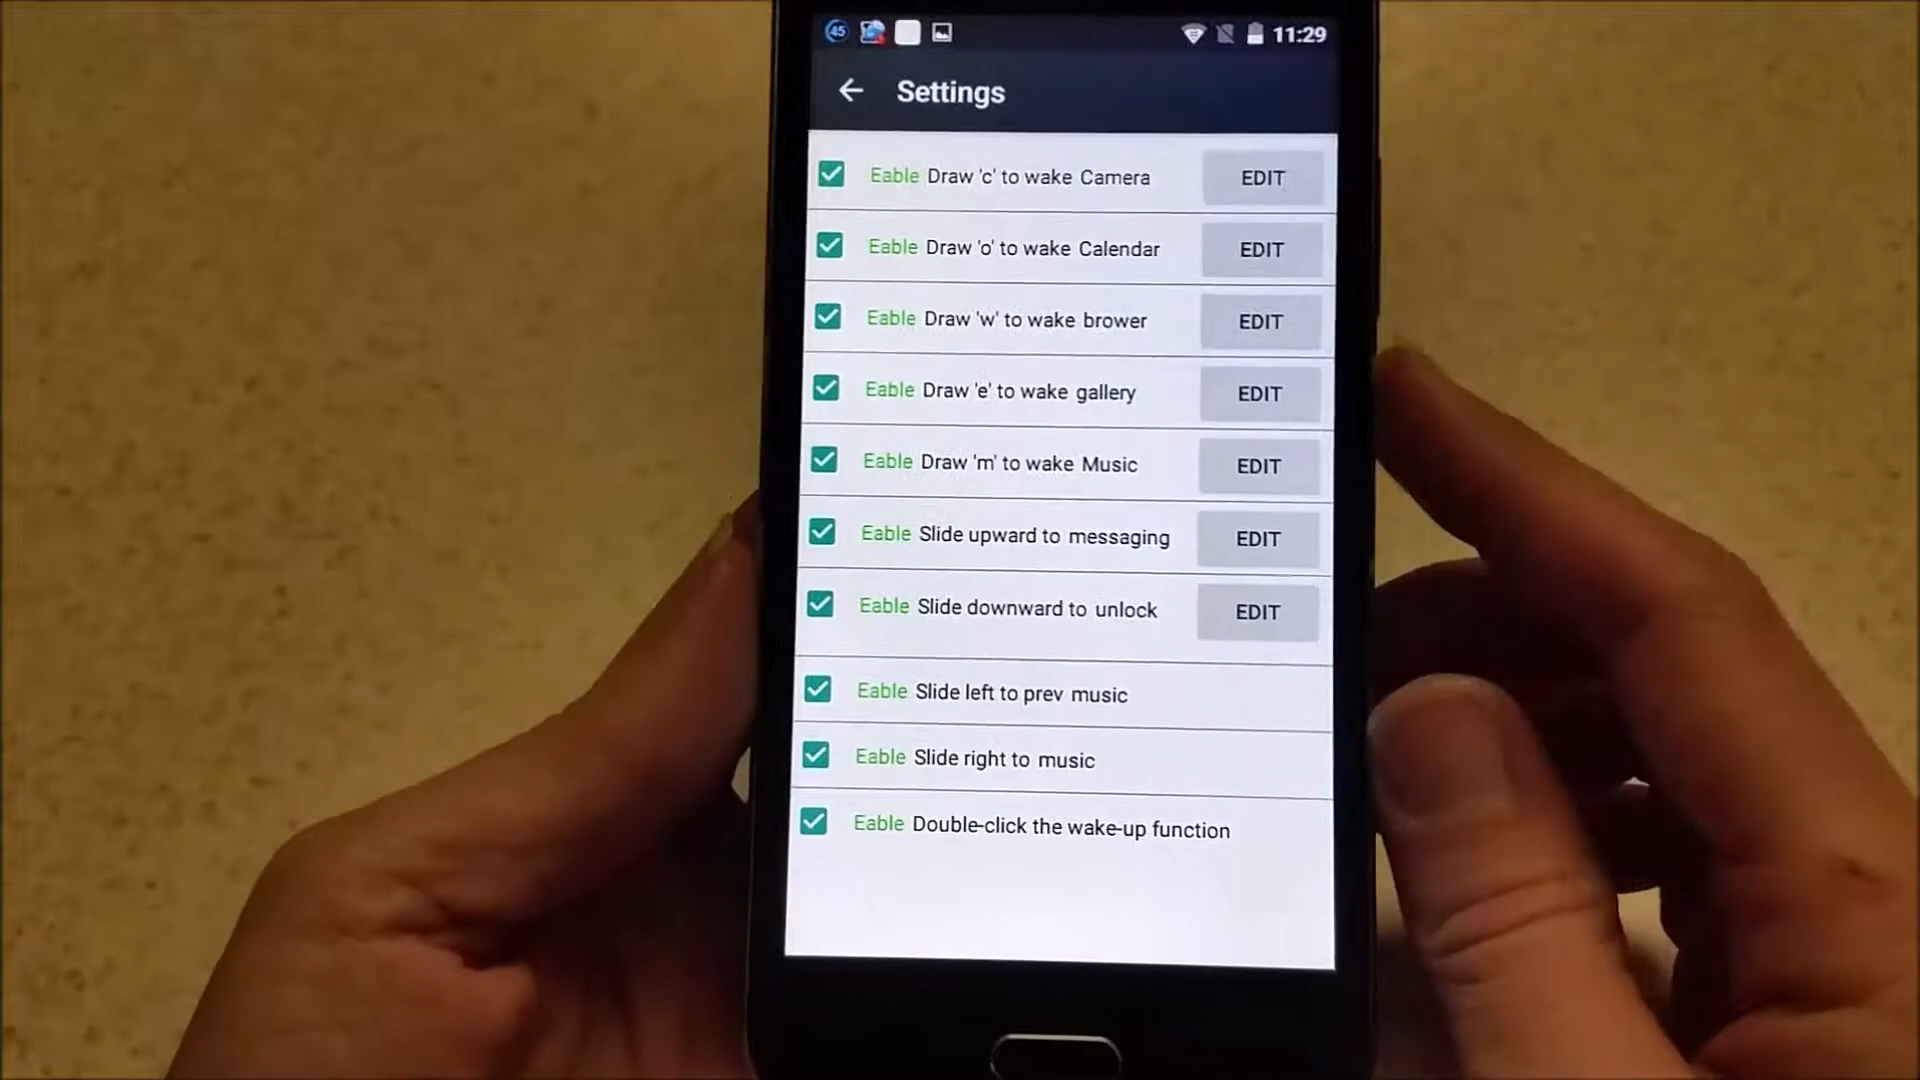 45 11:29
Settings
Eable Draw 'c' to wake Camera EDIT
Eable Draw 'o' to wake Calendar EDIT
Eable Draw 'w' to wake brower EDIT
Eable Draw 'e' to wake gallery EDIT
Eable Draw 'm' to wake Music EDIT
Eable Slide upward to messaging EDIT
Eable Slide downward to unlock EDIT
Eable Slide left to prev music
Eable Slide right to music
Eable Double-click the wake-up function